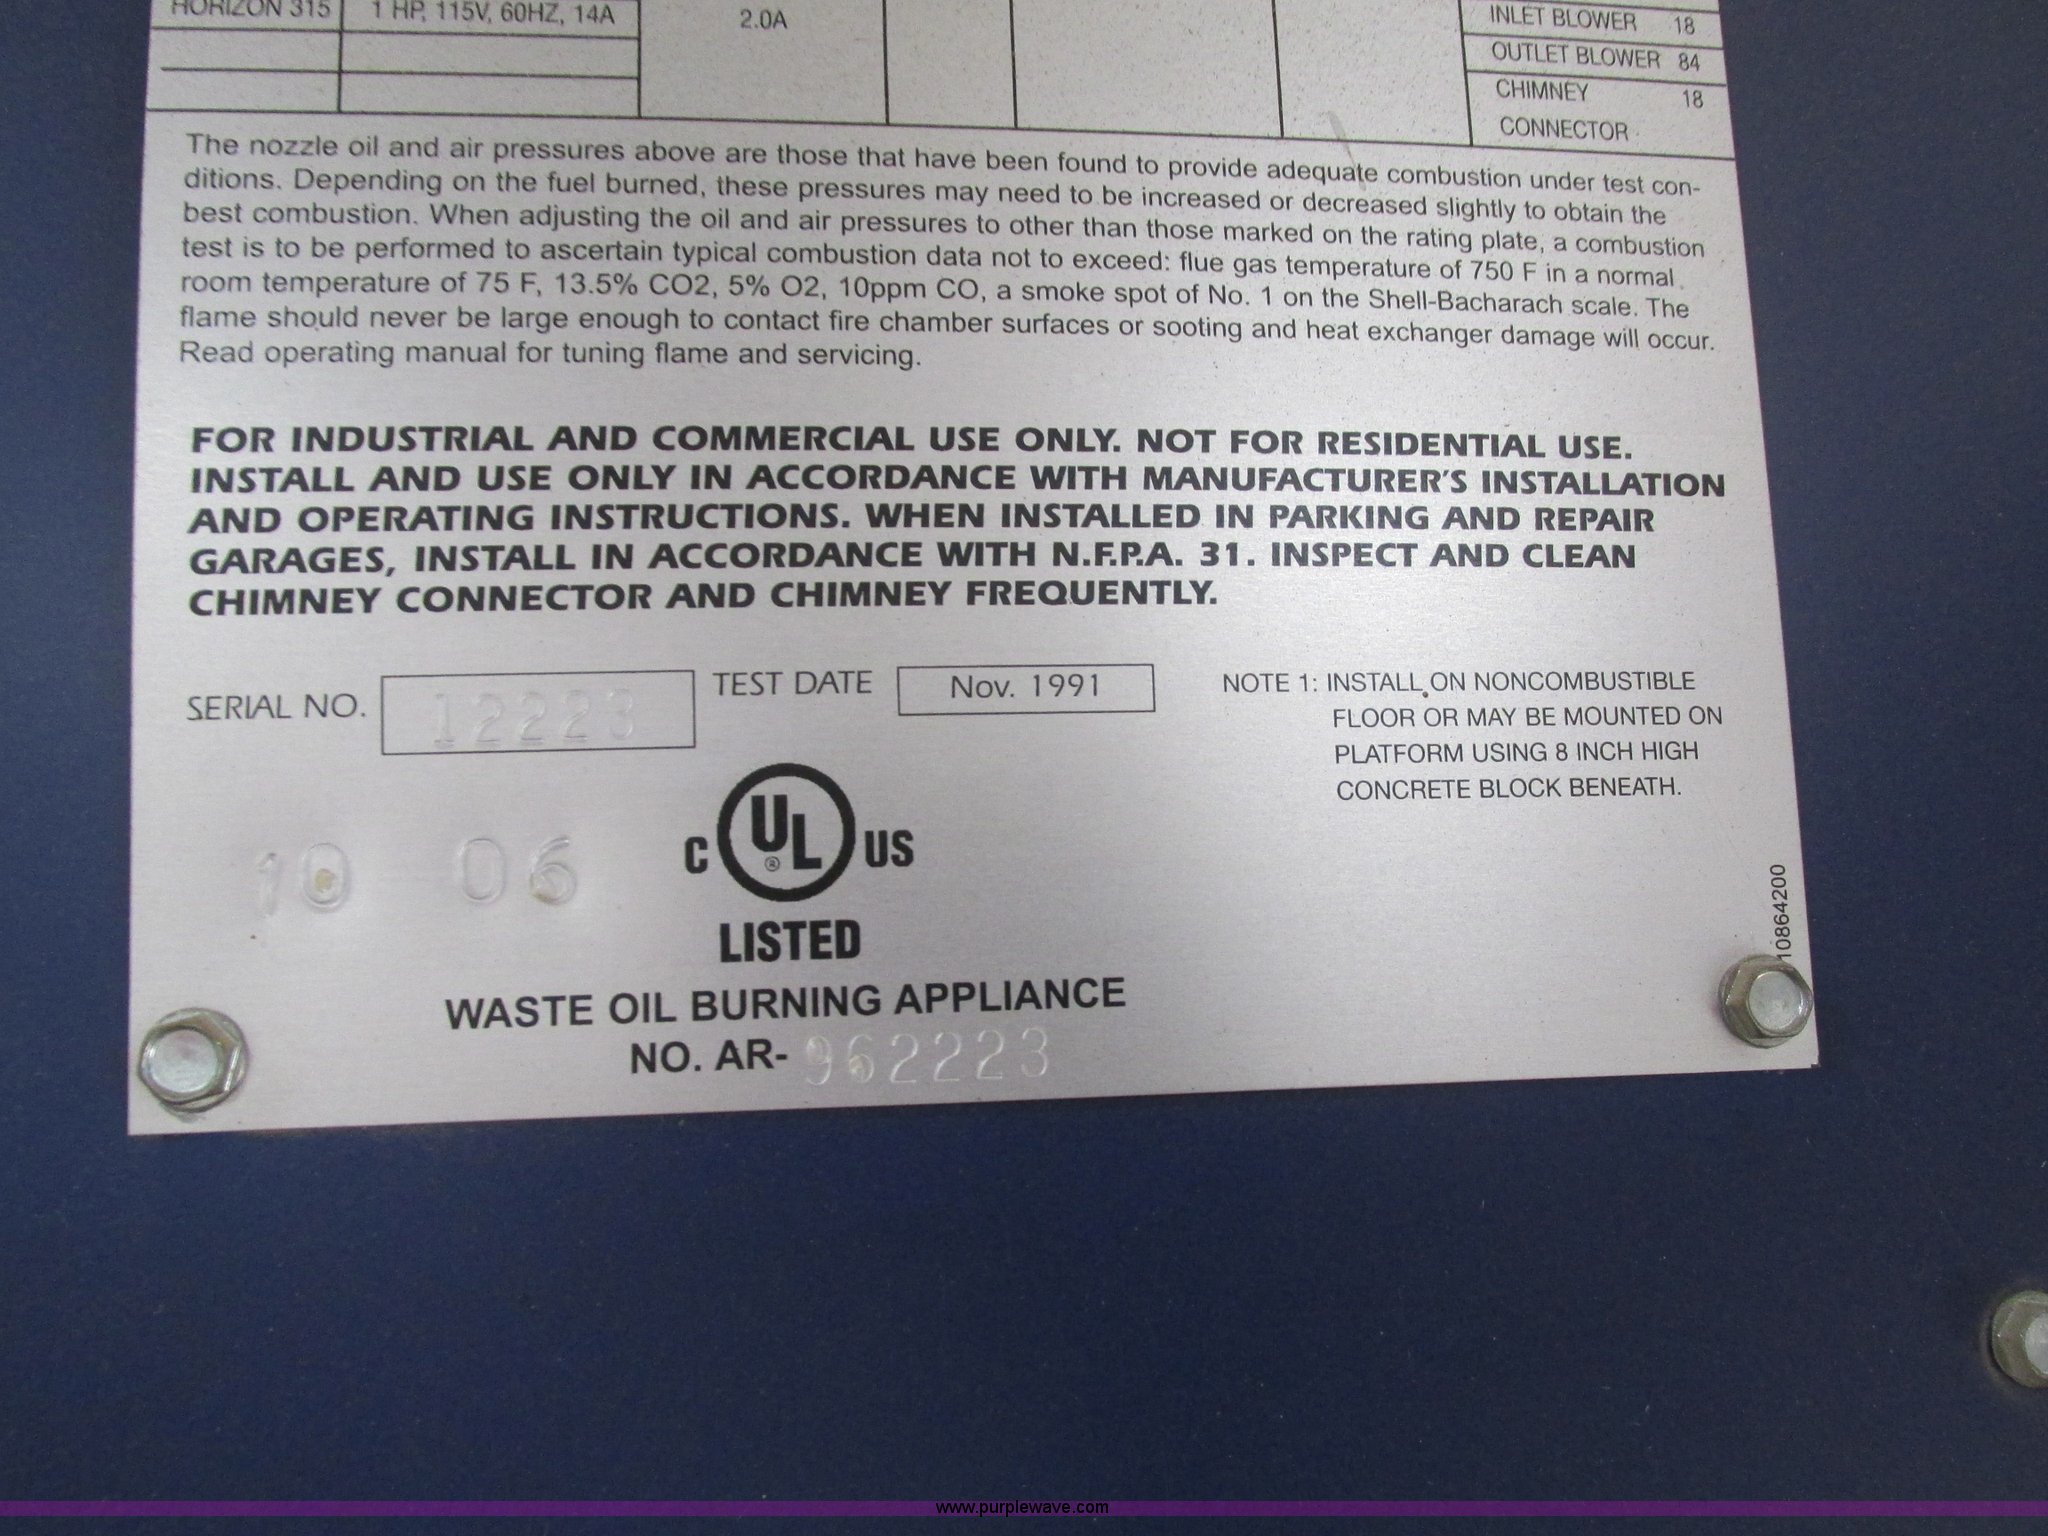 HORIZON 315 1 HP, 115V, 60HZ, 14A 2.0A
INLET BLOWER 18
OUTLET BLOWER 84
CHIMNEY 18
CONNECTOR
The nozzle oil and air pressures above are those that have been found to provide adequate combustion under test con-
ditions. Depending on the fuel burned, these pressures may need to be increased or decreased slightly to obtain the
best combustion. When adjusting the oil and air pressures to other than those marked on the rating plate, a combustion
test is to be performed to ascertain typical combustion data not to exceed: flue gas temperature of 750 F in a normal
room temperature of 75 F, 13.5% CO2, 5% O2, 10ppm CO, a smoke spot of No. 1 on the Shell-Bacharach scale. The
flame should never be large enough to contact fire chamber surfaces or sooting and heat exchanger damage will occur.
Read operating manual for tuning flame and servicing.
FOR INDUSTRIAL AND COMMERCIAL USE ONLY. NOT FOR RESIDENTIAL USE.
INSTALL AND USE ONLY IN ACCORDANCE WITH MANUFACTURER'S INSTALLATION
AND OPERATING INSTRUCTIONS. WHEN INSTALLED IN PARKING AND REPAIR
GARAGES, INSTALL IN ACCORDANCE WITH N.F.P.A. 31. INSPECT AND CLEAN
CHIMNEY CONNECTOR AND CHIMNEY FREQUENTLY.
SERIAL NO. 12223 TEST DATE Nov. 1991
NOTE 1: INSTALL ON NONCOMBUSTIBLE
FLOOR OR MAY BE MOUNTED ON
PLATFORM USING 8 INCH HIGH
CONCRETE BLOCK BENEATH.
10 06
C UL ® US
LISTED
WASTE OIL BURNING APPLIANCE
NO. AR-962223
10864200
www.purplewave.com